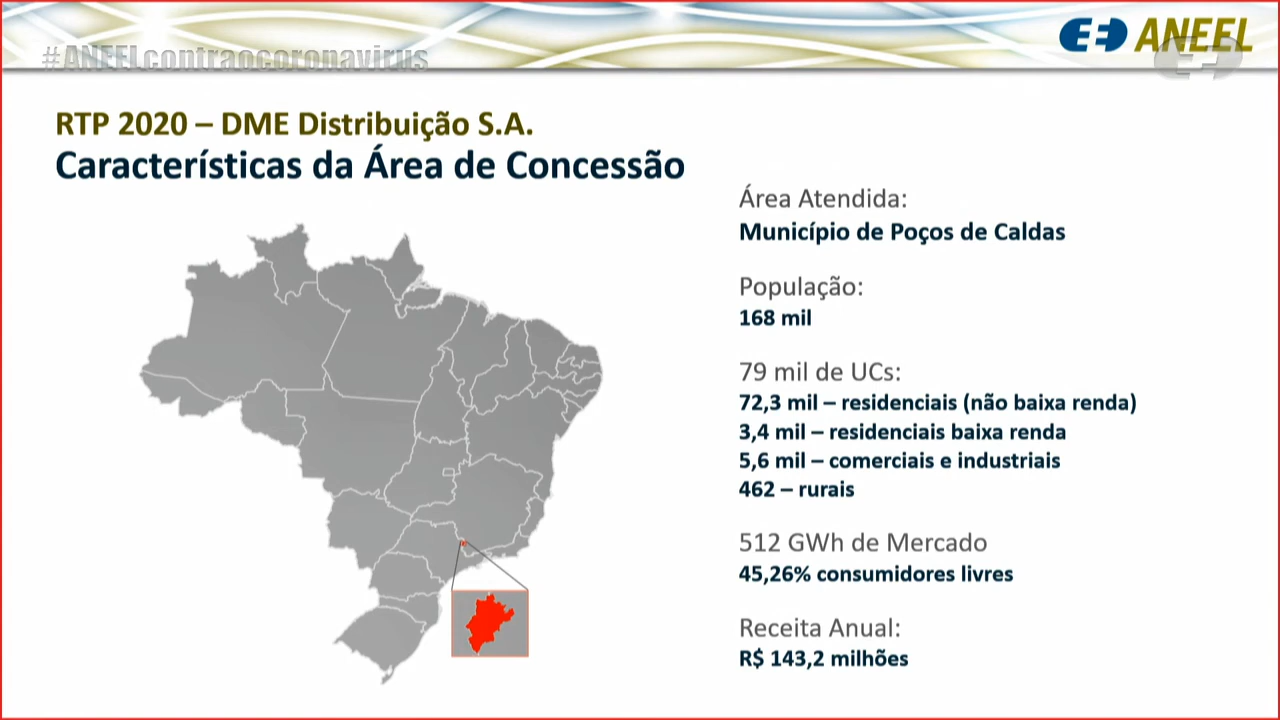 #ANEELcontraocoronavirus
ANEEL
RTP 2020 – DME Distribuição S.A.
Características da Área de Concessão
Área Atendida:
Município de Poços de Caldas
População:
168 mil
79 mil de UCs:
72,3 mil – residenciais (não baixa renda)
3,4 mil – residenciais baixa renda
5,6 mil – comerciais e industriais
462 – rurais
512 GWh de Mercado
45,26% consumidores livres
Receita Anual:
R$ 143,2 milhões